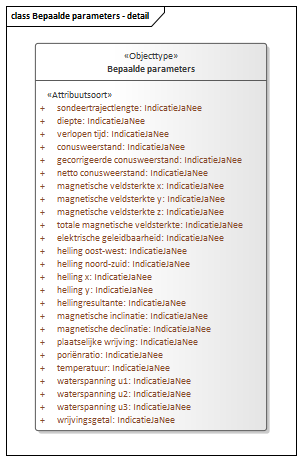 class Bepaalde parameters - detail
«Objecttype»
Bepaalde parameters
«Attribuutsoort»
+ sondeertrajectlengte: IndicatieJaNee
+ diepte: IndicatieJaNee
+ verlopen tijd: IndicatieJaNee
+ conusweerstand: IndicatieJaNee
+ gecorrigeerde conusweerstand: IndicatieJaNee
+ netto conusweerstand: IndicatieJaNee
+ magnetische veldsterkte x: IndicatieJaNee
+ magnetische veldsterkte y: IndicatieJaNee
+ magnetische veldsterkte z: IndicatieJaNee
+ totale magnetische veldsterkte: IndicatieJaNee
+ elektrische geleidbaarheid: IndicatieJaNee
+ helling oost-west: IndicatieJaNee
+ helling noord-zuid: IndicatieJaNee
+ helling x: IndicatieJaNee
+ helling y: IndicatieJaNee
+ hellingresultante: IndicatieJaNee
+ magnetische inclinatie: IndicatieJaNee
+ magnetische declinatie: IndicatieJaNee
+ plaatselijke wrijving: IndicatieJaNee
+ poriënratio: IndicatieJaNee
+ temperatuur: IndicatieJaNee
+ waterspanning u1: IndicatieJaNee
+ waterspanning u2: IndicatieJaNee
+ waterspanning u3: IndicatieJaNee
+ wrijvingsgetal: IndicatieJaNee